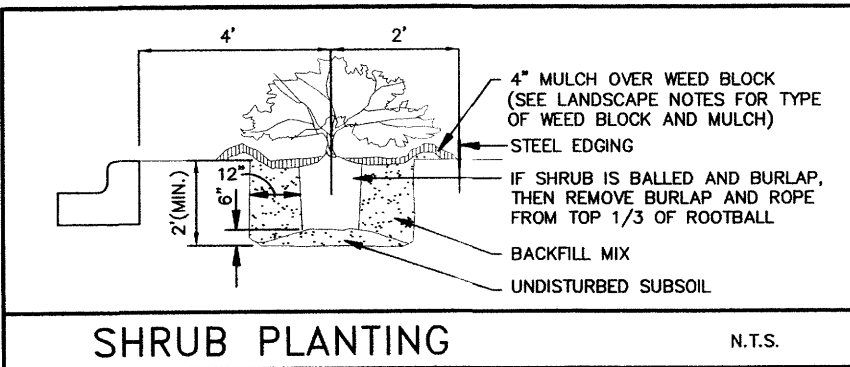 4' 2'
4" MULCH OVER WEED BLOCK
(SEE LANDSCAPE NOTES FOR TYPE
OF WEED BLOCK AND MULCH)
STEEL EDGING
12"
6"
2'(MIN.)
IF SHRUB IS BALLED AND BURLAP,
THEN REMOVE BURLAP AND ROPE
FROM TOP 1/3 OF ROOTBALL
BACKFILL MIX
UNDISTURBED SUBSOIL
SHRUB PLANTING N.T.S.